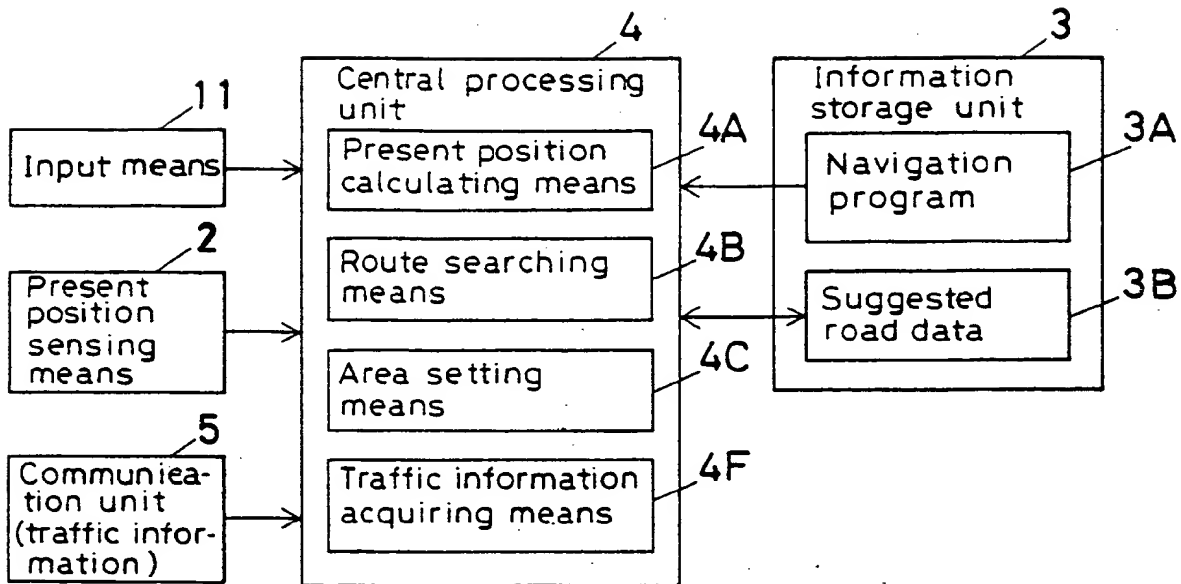 11
Input means
2
Present
position
sensing
means
5
Communiea-
tion unit
(traffic infor-
mation)
4
Central processing
unit
4A
Present position
calculating means
4B
Route searching
means
4C
Area setting
means
4F
Traffic information
acquiring means
3
Information
storage unit
3A
Navigation
program
3B
Suggested
road data